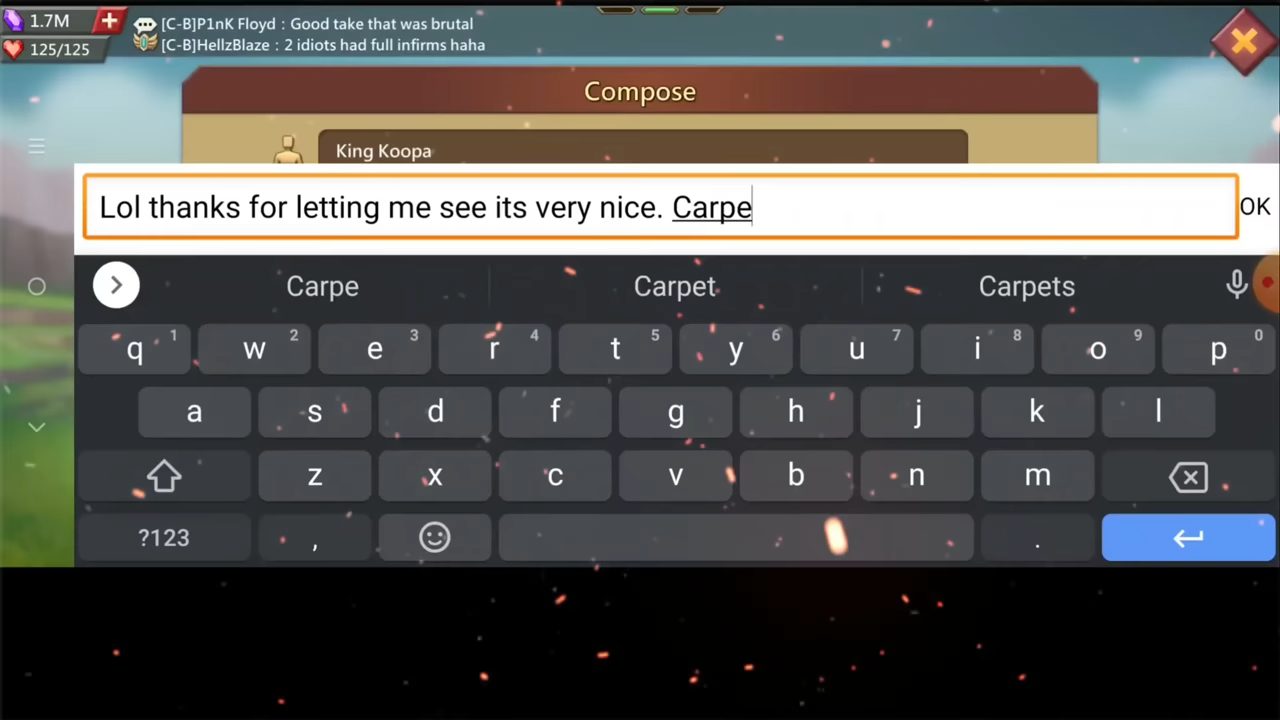 1.7M
125/125
[C-B]P1nK Floyd : Good take that was brutal
[C-B]HellzBlaze : 2 idiots had full infirms haha
Compose
King Koopa
Lol thanks for letting me see its very nice. Carpe
OK
Carpe Carpet Carpets
q 1 w 2 e 3 r 4 t 5 y 6 u 7 i 8 o 9 p 0
a s d f g h j k l
z x c v b n m
?123 , .